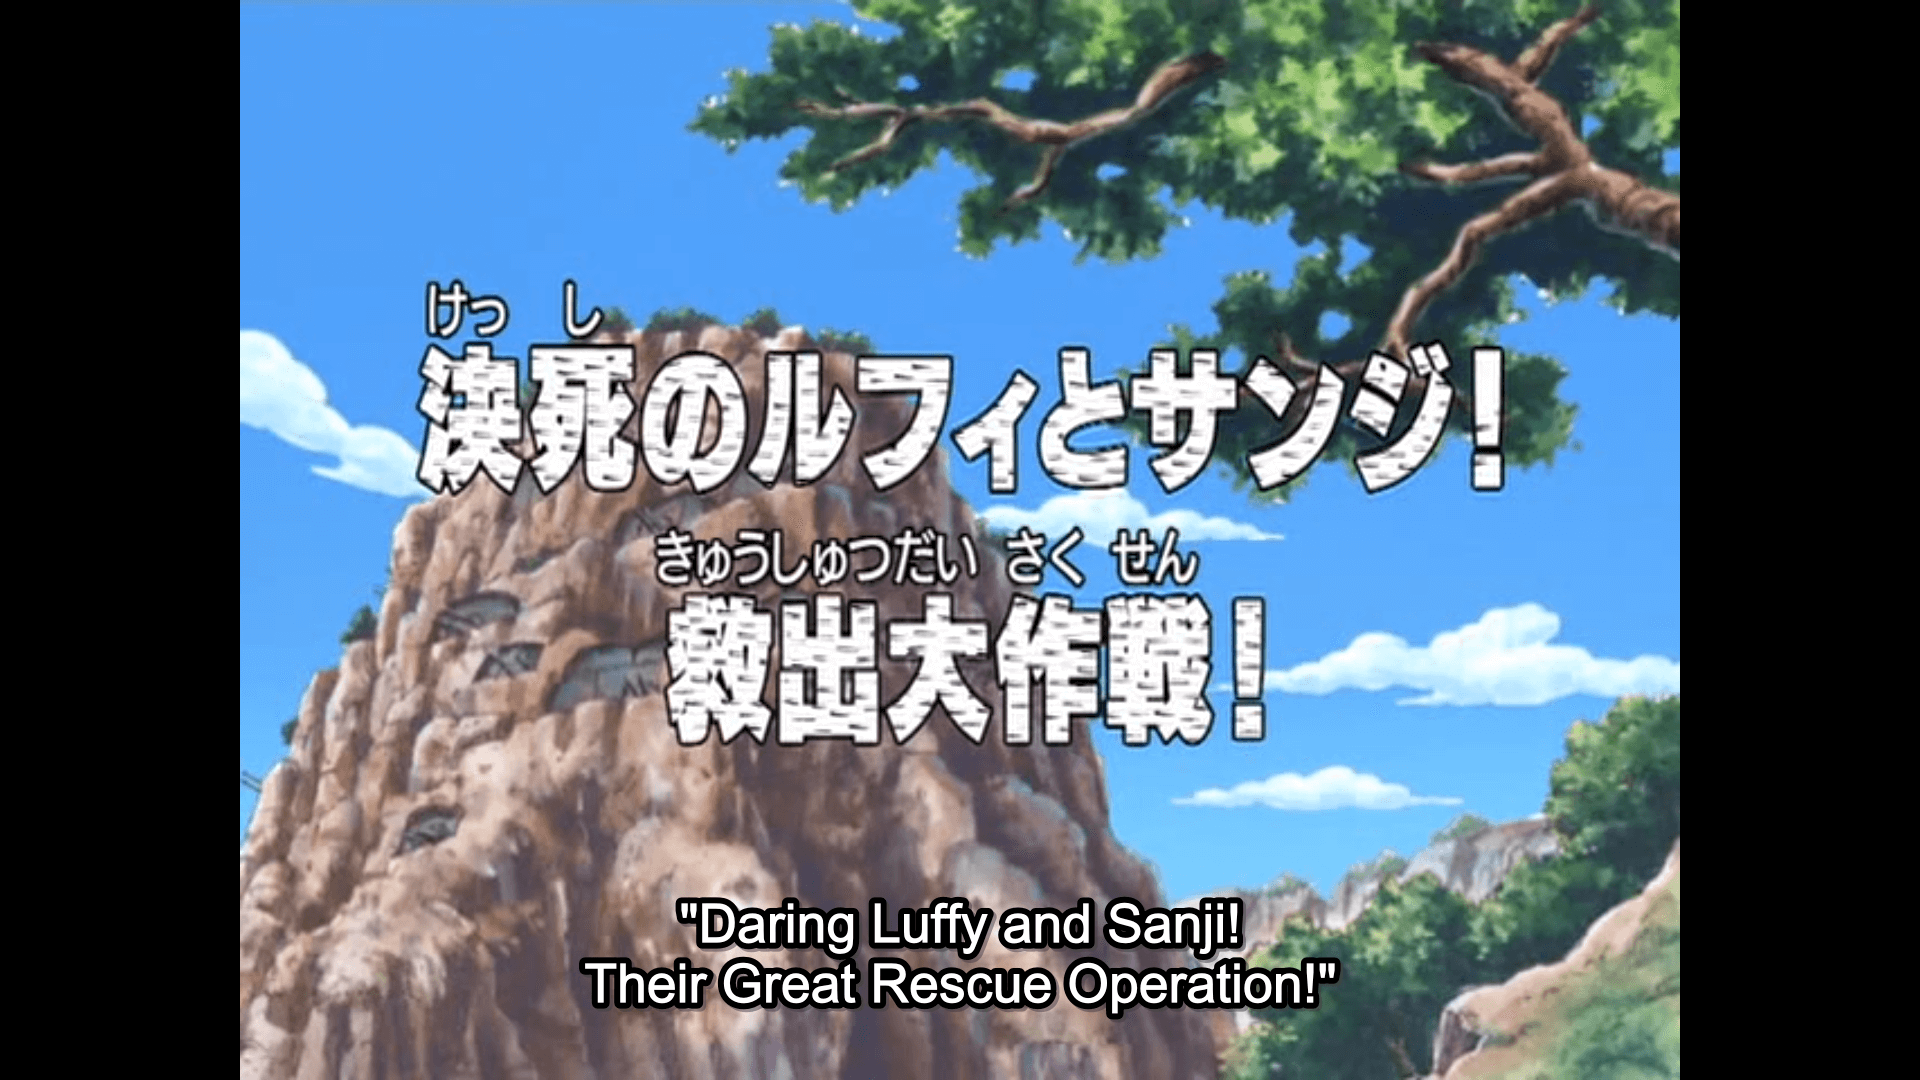 けっし
決死のルフィとサンジ!
きゅうしゅつだいさくせん
救出大作戦!
"Daring Luffy and Sanji!
Their Great Rescue Operation!"